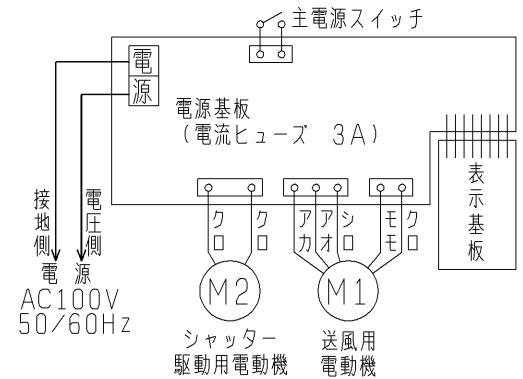 主電源スイッチ
電源
電源基板
(電流ヒューズ 3A)
接地側
電圧側
電 源
AC100V
50/60Hz
表示基板
クロ
クロ
アカ
アオ
シロ
モモ
クロ
M2
M1
シャッター
駆動用電動機
送風用
電動機